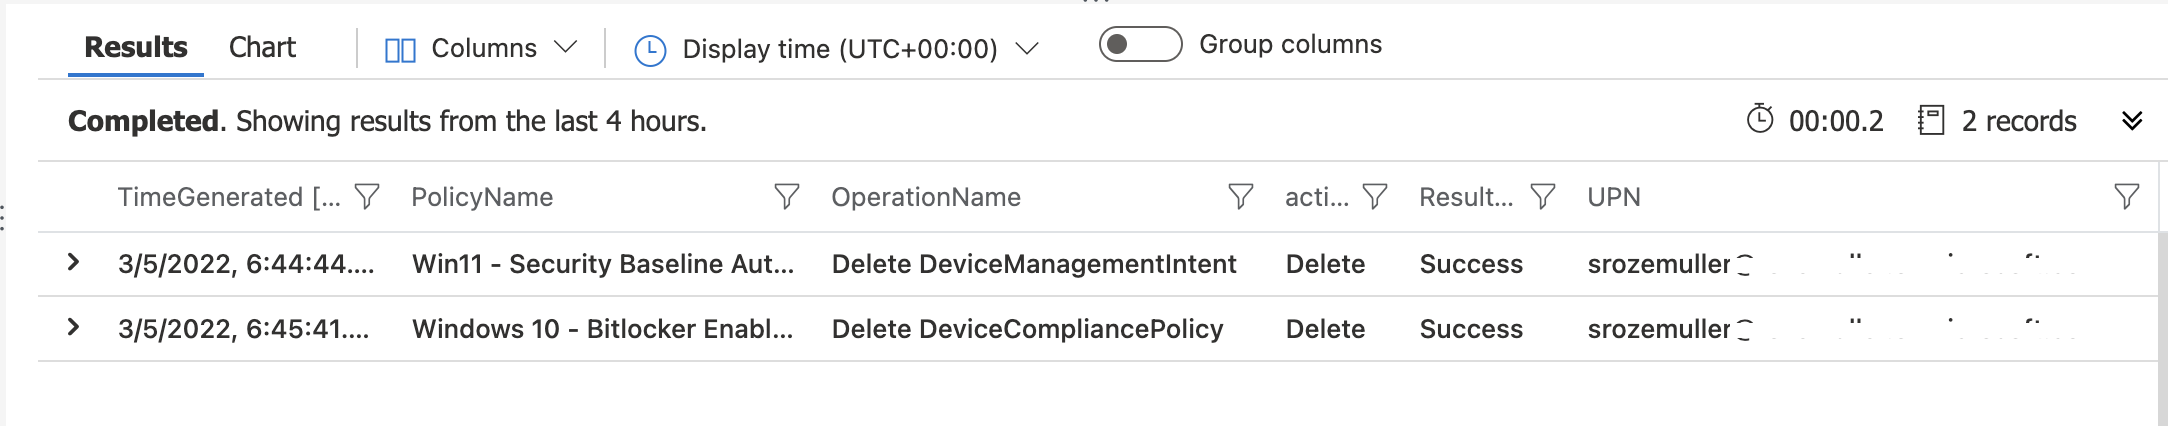 Results Chart Columns Display time (UTC+00:00) Group columns
Completed. Showing results from the last 4 hours. 00:00.2 2 records
TimeGenerated [... PolicyName OperationName acti... Result... UPN
3/5/2022, 6:44:44.... Win11 - Security Baseline Aut... Delete DeviceManagementIntent Delete Success srozemuller
3/5/2022, 6:45:41.... Windows 10 - Bitlocker Enabl... Delete DeviceCompliancePolicy Delete Success srozemuller